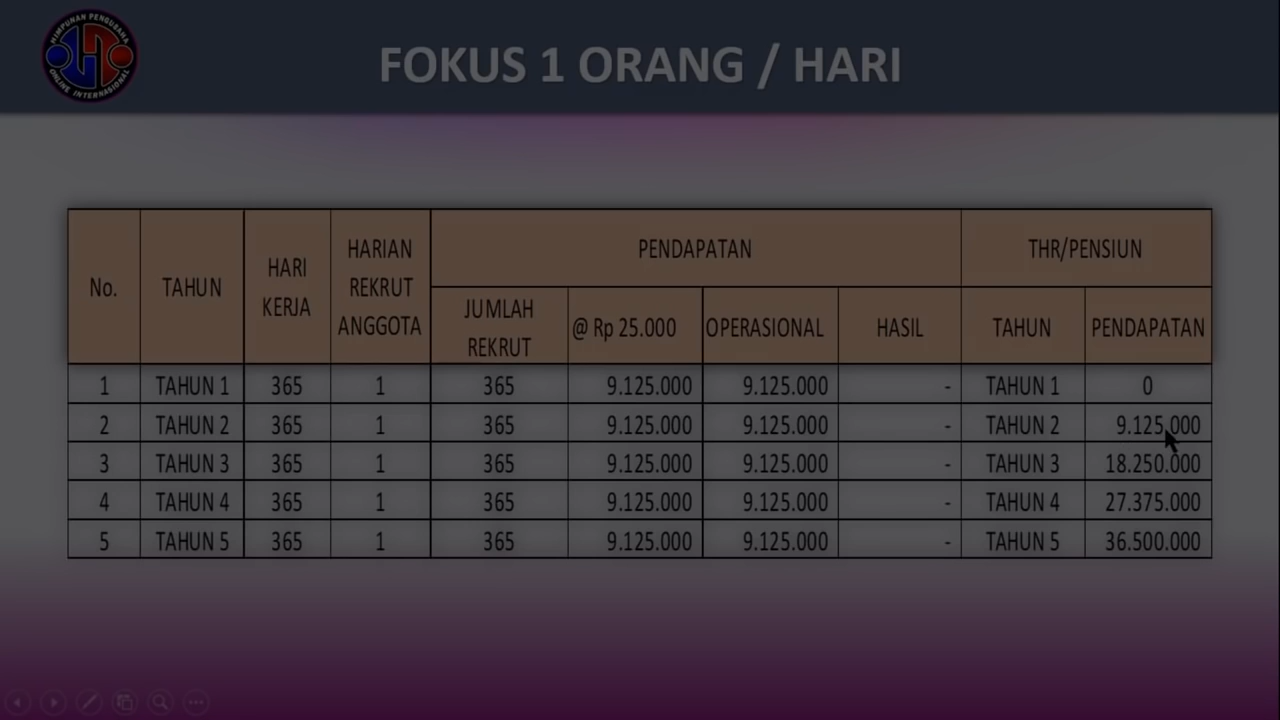 HIMPUNAN PENGUSAHA
ONLINE INTERNASIONAL
FOKUS 1 ORANG / HARI
No.
TAHUN
HARI
KERJA
HARIAN
REKRUT
ANGGOTA
PENDAPATAN
THR/PENSIUN
JUMLAH
REKRUT
@ Rp 25.000
OPERASIONAL
HASIL
TAHUN
PENDAPATAN
1 TAHUN 1 365 1 365 9.125.000 9.125.000 - TAHUN 1 0
2 TAHUN 2 365 1 365 9.125.000 9.125.000 - TAHUN 2 9.125.000
3 TAHUN 3 365 1 365 9.125.000 9.125.000 - TAHUN 3 18.250.000
4 TAHUN 4 365 1 365 9.125.000 9.125.000 - TAHUN 4 27.375.000
5 TAHUN 5 365 1 365 9.125.000 9.125.000 - TAHUN 5 36.500.000